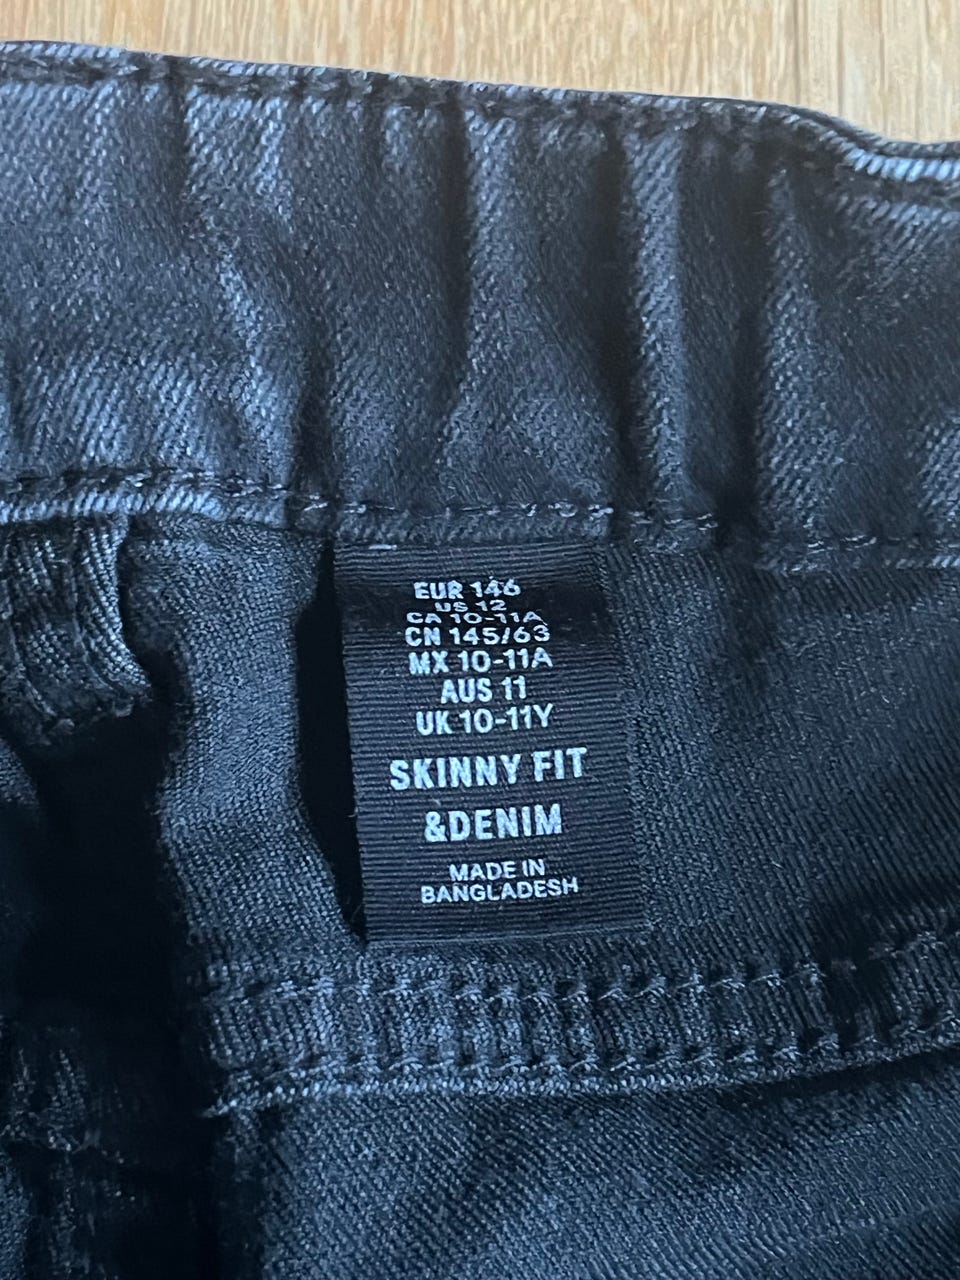 EUR 146
US 12
CA 10-11A
CN 145/63
MX 10-11A
AUS 11
UK 10-11Y
SKINNY FIT
&DENIM
MADE IN
BANGLADESH